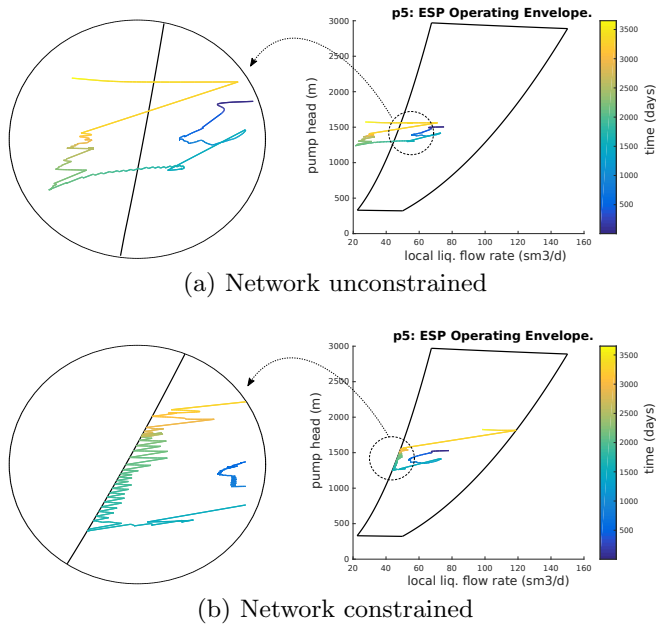 p5: ESP Operating Envelope.
3000
2500
2000
1500
1000
500
0
pump head (m)
20 40 60 80 100 120 140 160
local liq. flow rate (sm3/d)
3500
3000
2500
2000
1500
1000
500
time (days)
(a) Network unconstrained
p5: ESP Operating Envelope.
3000
2500
2000
1500
1000
500
0
pump head (m)
20 40 60 80 100 120 140 160
local liq. flow rate (sm3/d)
3500
3000
2500
2000
1500
1000
500
time (days)
(b) Network constrained